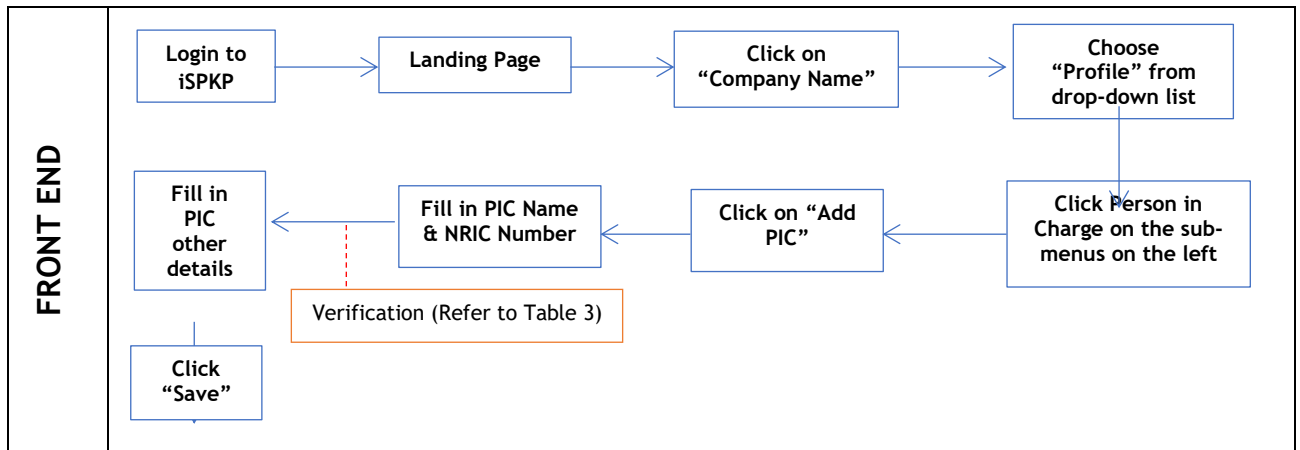 FRONT END
Login to
iSPKP
Landing Page
Click on
“Company Name”
Choose
“Profile” from
drop-down list
Click Person in
Charge on the sub-
menus on the left
Click on “Add
PIC”
Fill in PIC Name
& NRIC Number
Verification (Refer to Table 3)
Fill in
PIC
other
details
Click
“Save”